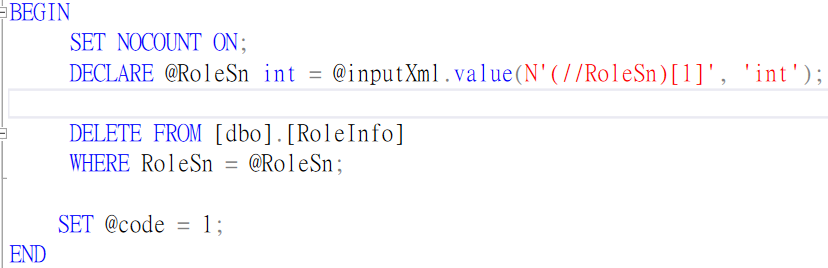 BEGIN
SET NOCOUNT ON;
DECLARE @RoleSn int = @inputXml.value(N'(//RoleSn)[1]', 'int');
DELETE FROM [dbo].[RoleInfo]
WHERE RoleSn = @RoleSn;
SET @code = 1;
END